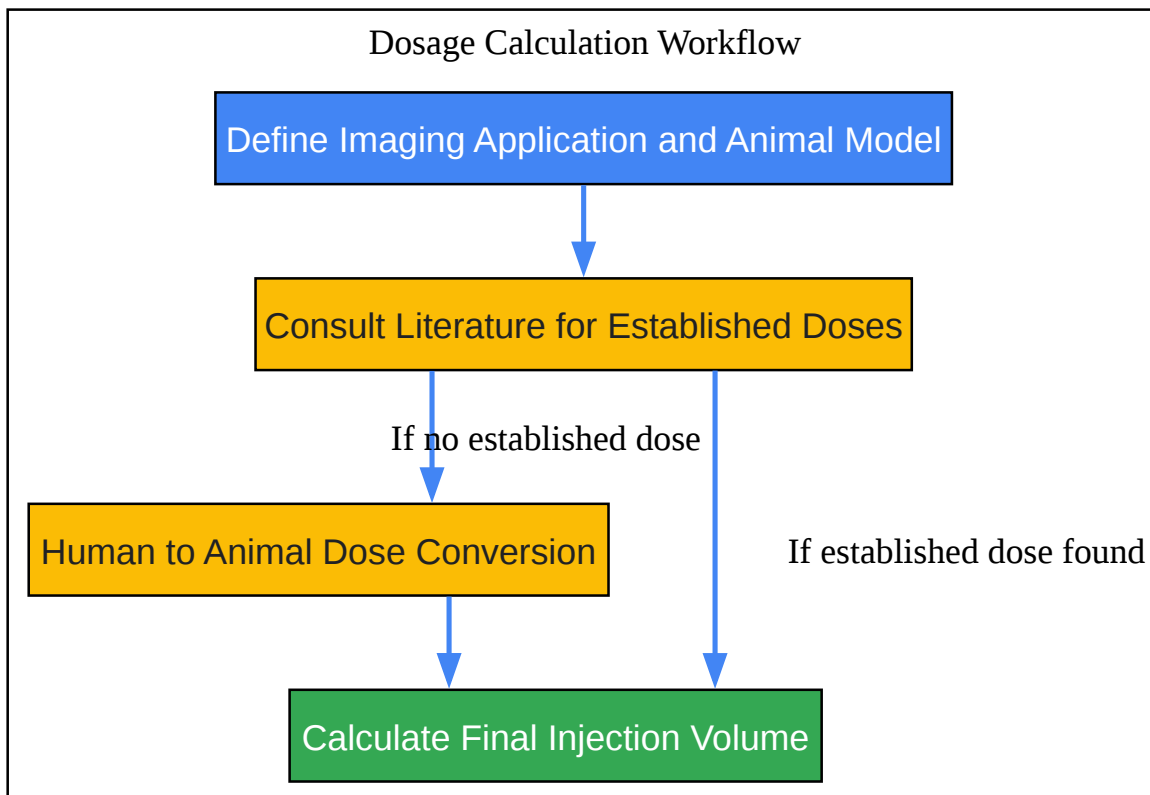 Dosage Calculation Workflow
Define Imaging Application and Animal Model
Consult Literature for Established Doses
If no established dose
Human to Animal Dose Conversion
If established dose found
Calculate Final Injection Volume